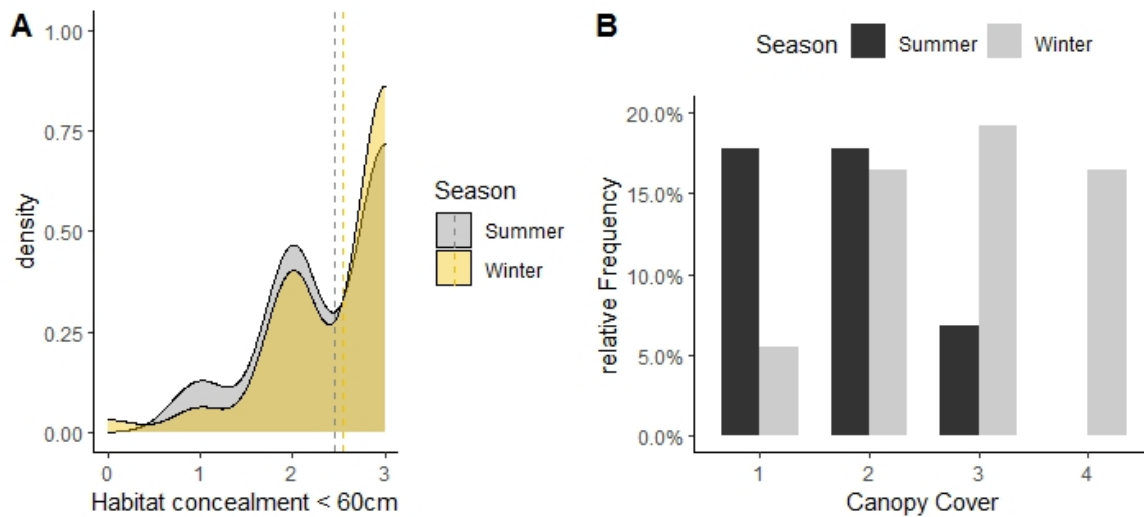 A
1.00
0.75
0.50
0.25
0.00
density
0
1
2
3
Habitat concealment < 60cm
Season
Summer
Winter
B
Season Summer Winter
20.0%
15.0%
10.0%
5.0%
0.0%
relative Frequency
1
2
3
4
Canopy Cover